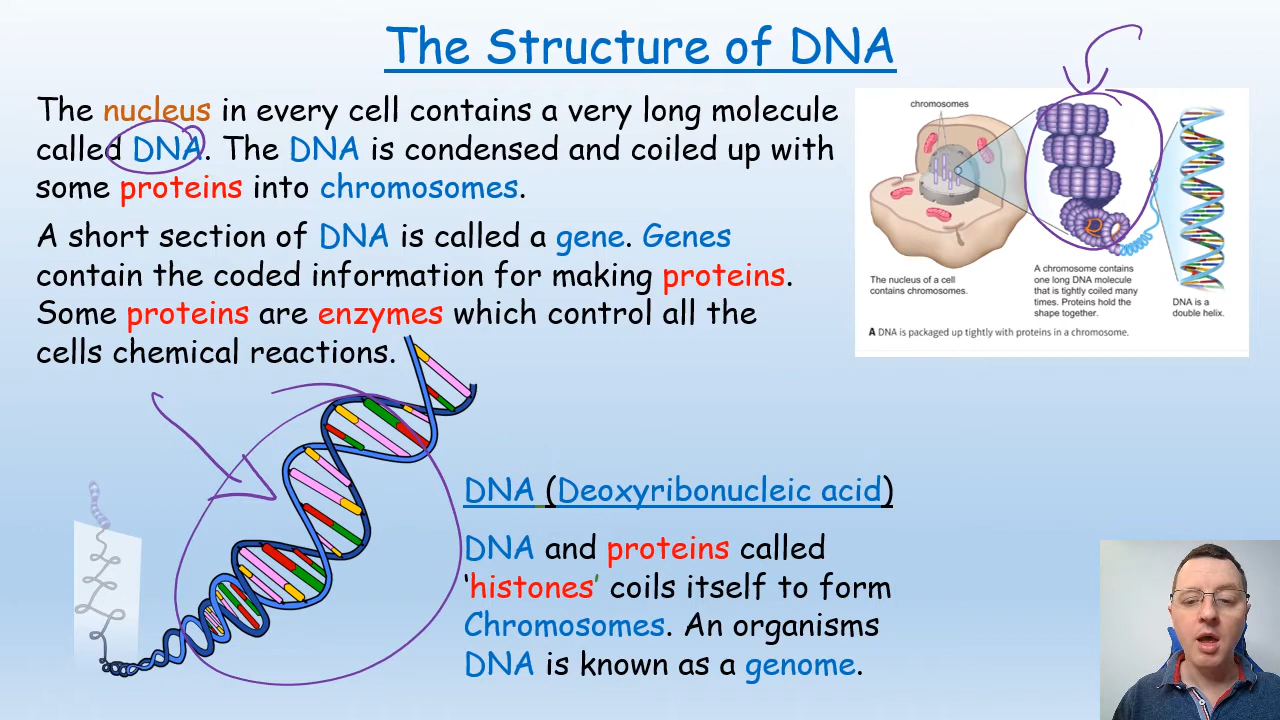 The Structure of DNA
The nucleus in every cell contains a very long molecule
called DNA. The DNA is condensed and coiled up with
some proteins into chromosomes.
A short section of DNA is called a gene. Genes
contain the coded information for making proteins.
Some proteins are enzymes which control all the
cells chemical reactions.
chromosomes
The nucleus of a cell
contains chromosomes.
A chromosome contains
one long DNA molecule
that is tightly coiled many
times. Proteins hold the
shape together.
DNA is a
double helix.
A DNA is packaged up tightly with proteins in a chromosome.
DNA (Deoxyribonucleic acid)
DNA and proteins called
‘histones’ coils itself to form
Chromosomes. An organisms
DNA is known as a genome.